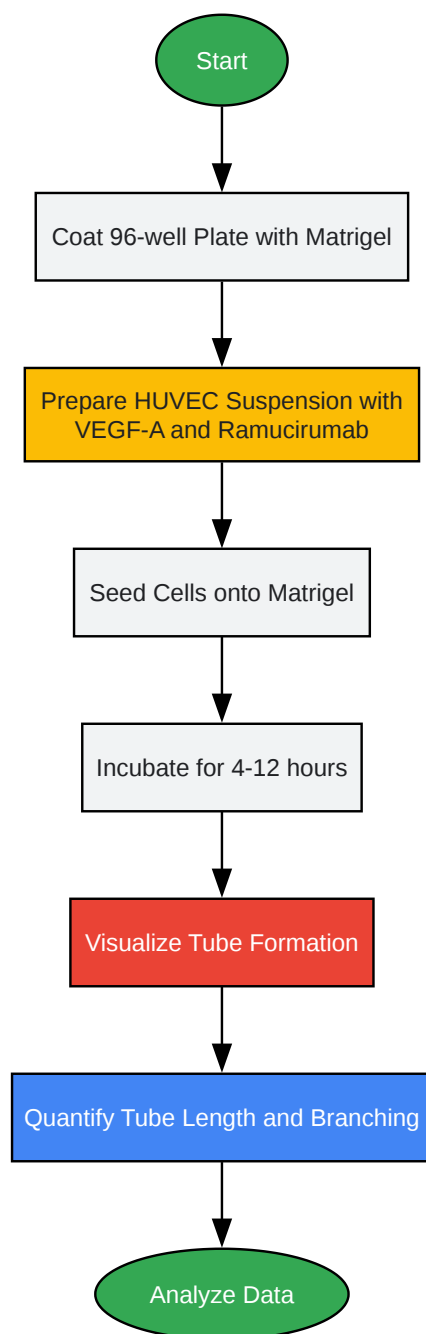 Start
Coat 96-well Plate with Matrigel
Prepare HUVEC Suspension with
VEGF-A and Ramucirumab
Seed Cells onto Matrigel
Incubate for 4-12 hours
Visualize Tube Formation
Quantify Tube Length and Branching
Analyze Data